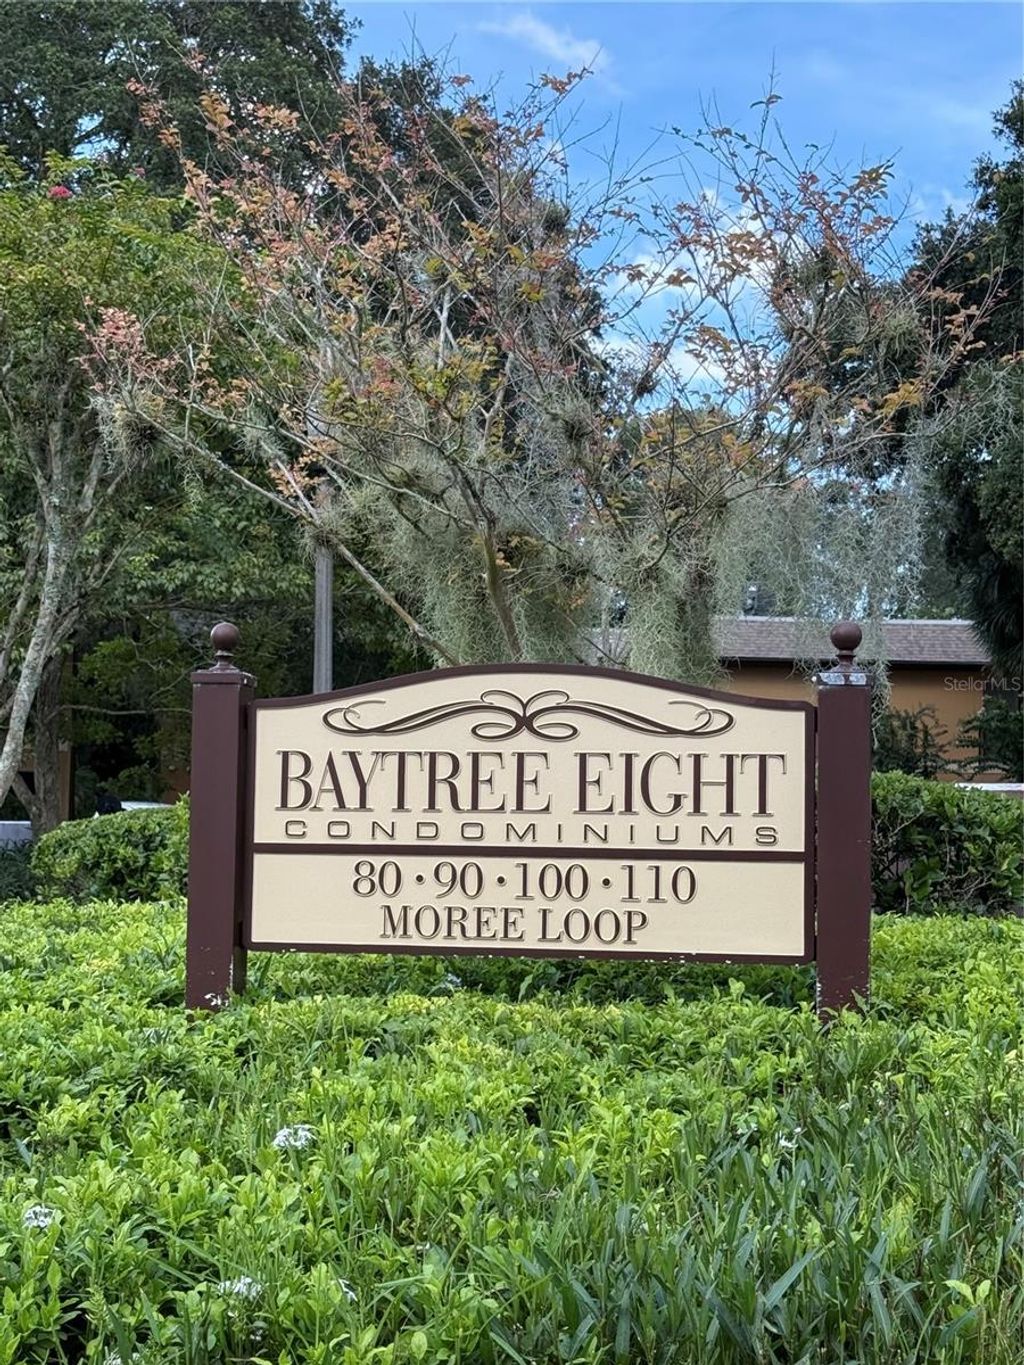 BAYTREE EIGHT
CONDOMINIUMS
80 · 90 · 100 · 110
MOREE LOOP
StellarMLS